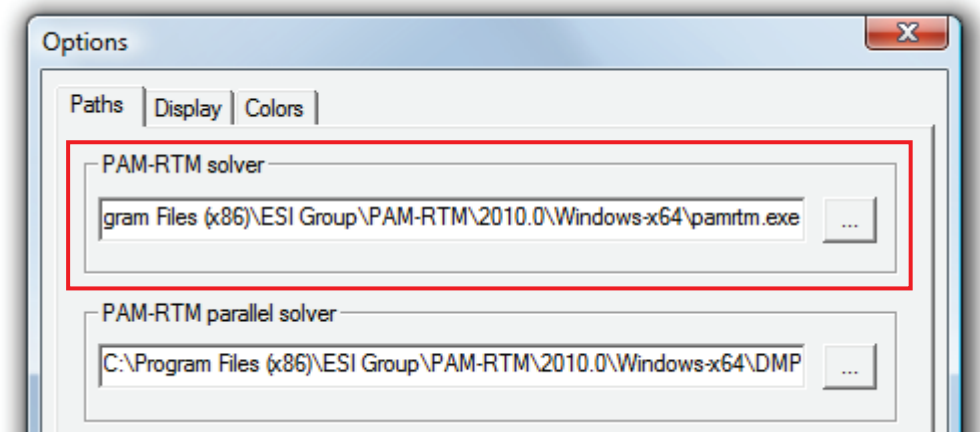 Options
Paths Display Colors
PAM-RTM solver
gram Files (x86)\ESI Group\PAM-RTM\2010.0\Windows-x64\pamrtm.exe ...
PAM-RTM parallel solver
C:\Program Files (x86)\ESI Group\PAM-RTM\2010.0\Windows-x64\DMP ...